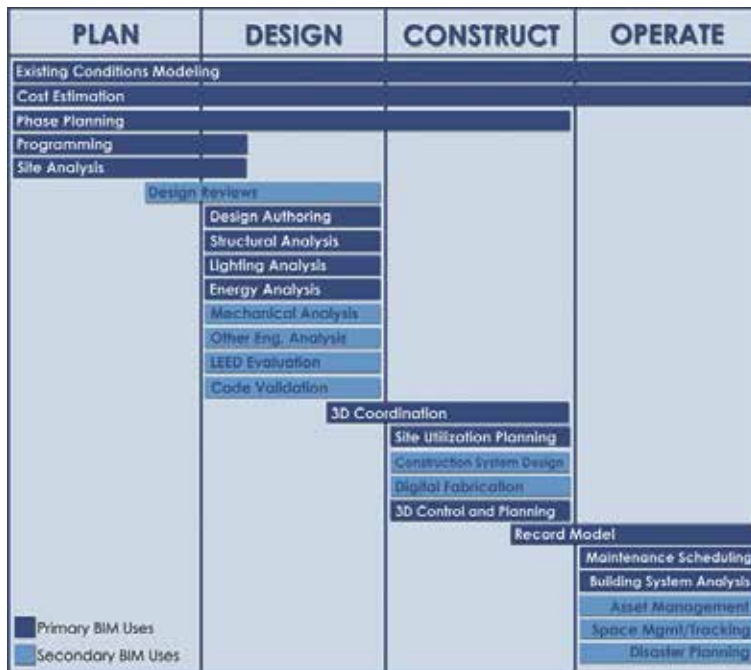 PLAN DESIGN CONSTRUCT OPERATE
Existing Conditions Modeling
Cost Estimation
Phase Planning
Programming
Site Analysis
Design Reviews
Design Authoring
Structural Analysis
Lighting Analysis
Energy Analysis
Mechanical Analysis
Other Eng. Analysis
LEED Evaluation
Code Validation
3D Coordination
Site Utilization Planning
Construction System Design
Digital Fabrication
3D Control and Planning
Record Model
Maintenance Scheduling
Building System Analysis
Asset Management
Space Mgmt/Tracking
Disaster Planning
Primary BIM Uses
Secondary BIM Uses